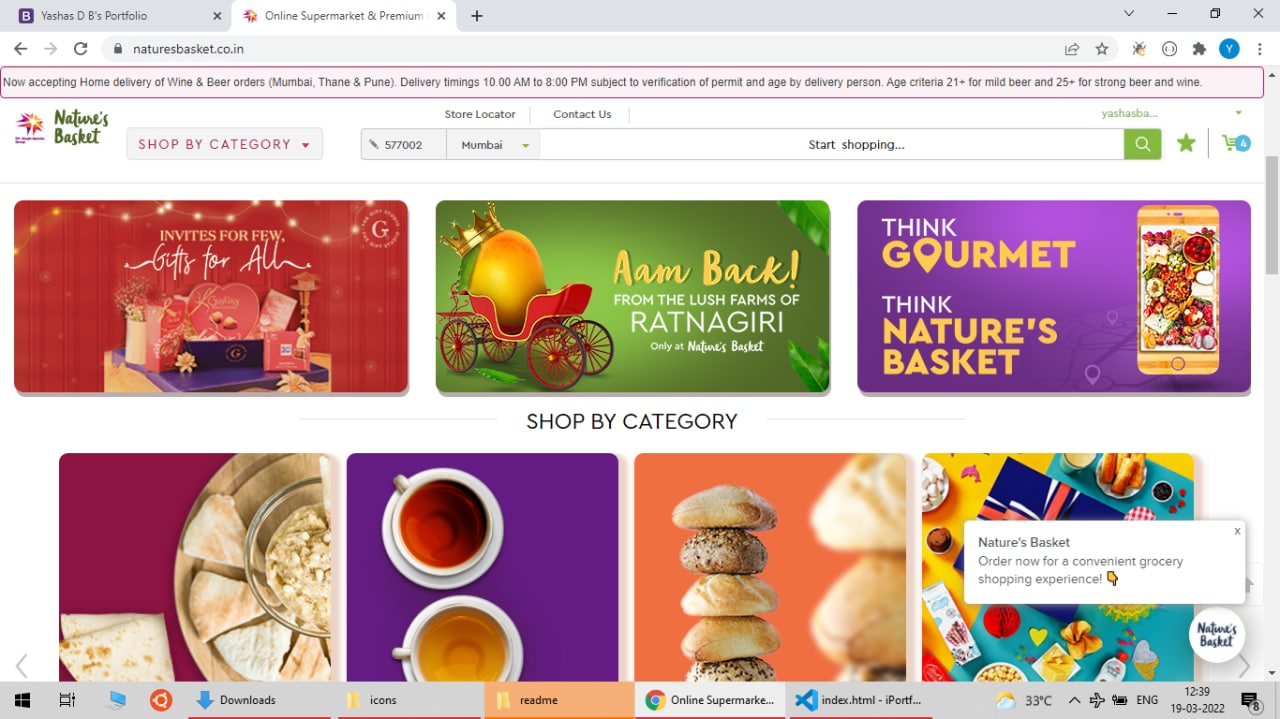 Yashas D B's Portfolio
Online Supermarket & Premium
naturesbasket.co.in
Y
Now accepting Home delivery of Wine & Beer orders (Mumbai, Thane & Pune). Delivery timings 10.00 AM to 8:00 PM subject to verification of permit and age by delivery person. Age criteria 21+ for mild beer and 25+ for strong beer and wine.
Nature's
Basket
Store Locator
Contact Us
yashasba...
SHOP BY CATEGORY
577002
Mumbai
Start shopping...
4
INVITES FOR FEW,
Gifts for All
G
Aam Back!
FROM THE LUSH FARMS OF
RATNAGIRI
Only at Nature's Basket
THINK
GOURMET
THINK
NATURE'S
BASKET
SHOP BY CATEGORY
x
Nature's Basket
Order now for a convenient grocery
shopping experience!
Nature's
Basket
Downloads
icons
readme
Online Supermarke...
index.html - iPortf...
33°C
ENG
12:39
19-03-2022
8